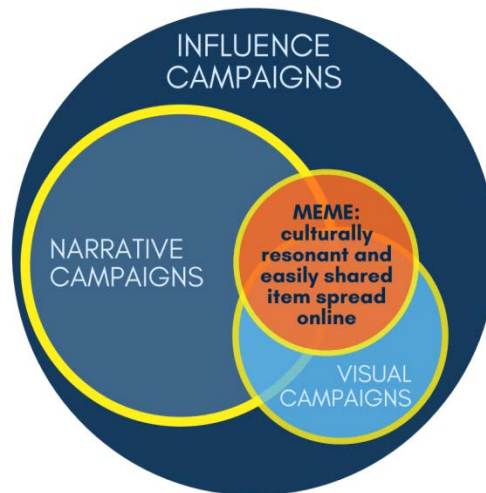 INFLUENCE
CAMPAIGNS
NARRATIVE
CAMPAIGNS
MEME:
culturally
resonant and
easily shared
item spread
online
VISUAL
CAMPAIGNS